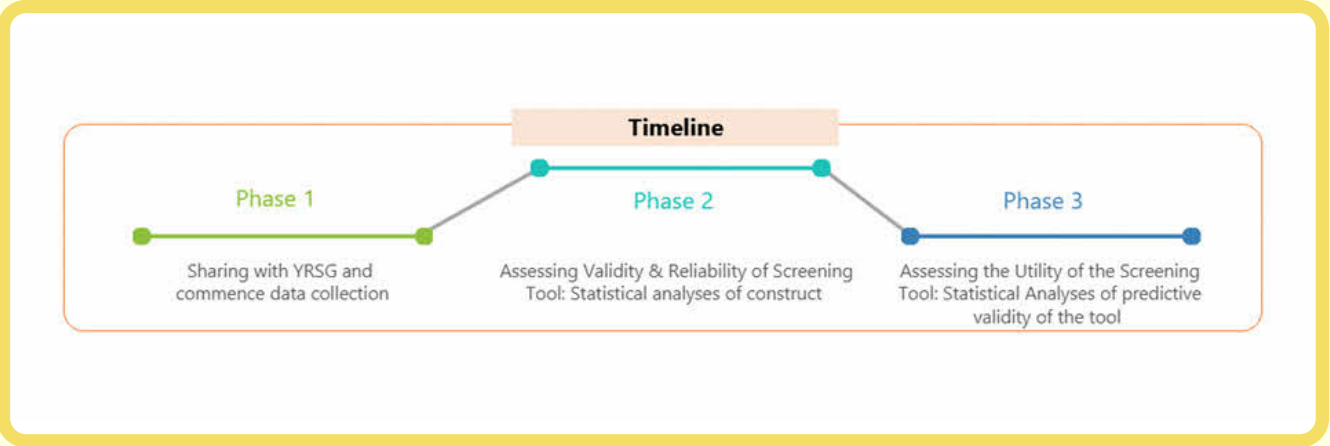 Timeline
Phase 1
Sharing with YRSG and
commence data collection
Phase 2
Assessing Validity & Reliability of Screening
Tool: Statistical analyses of construct
Phase 3
Assessing the Utility of the Screening
Tool: Statistical Analyses of predictive
validity of the tool